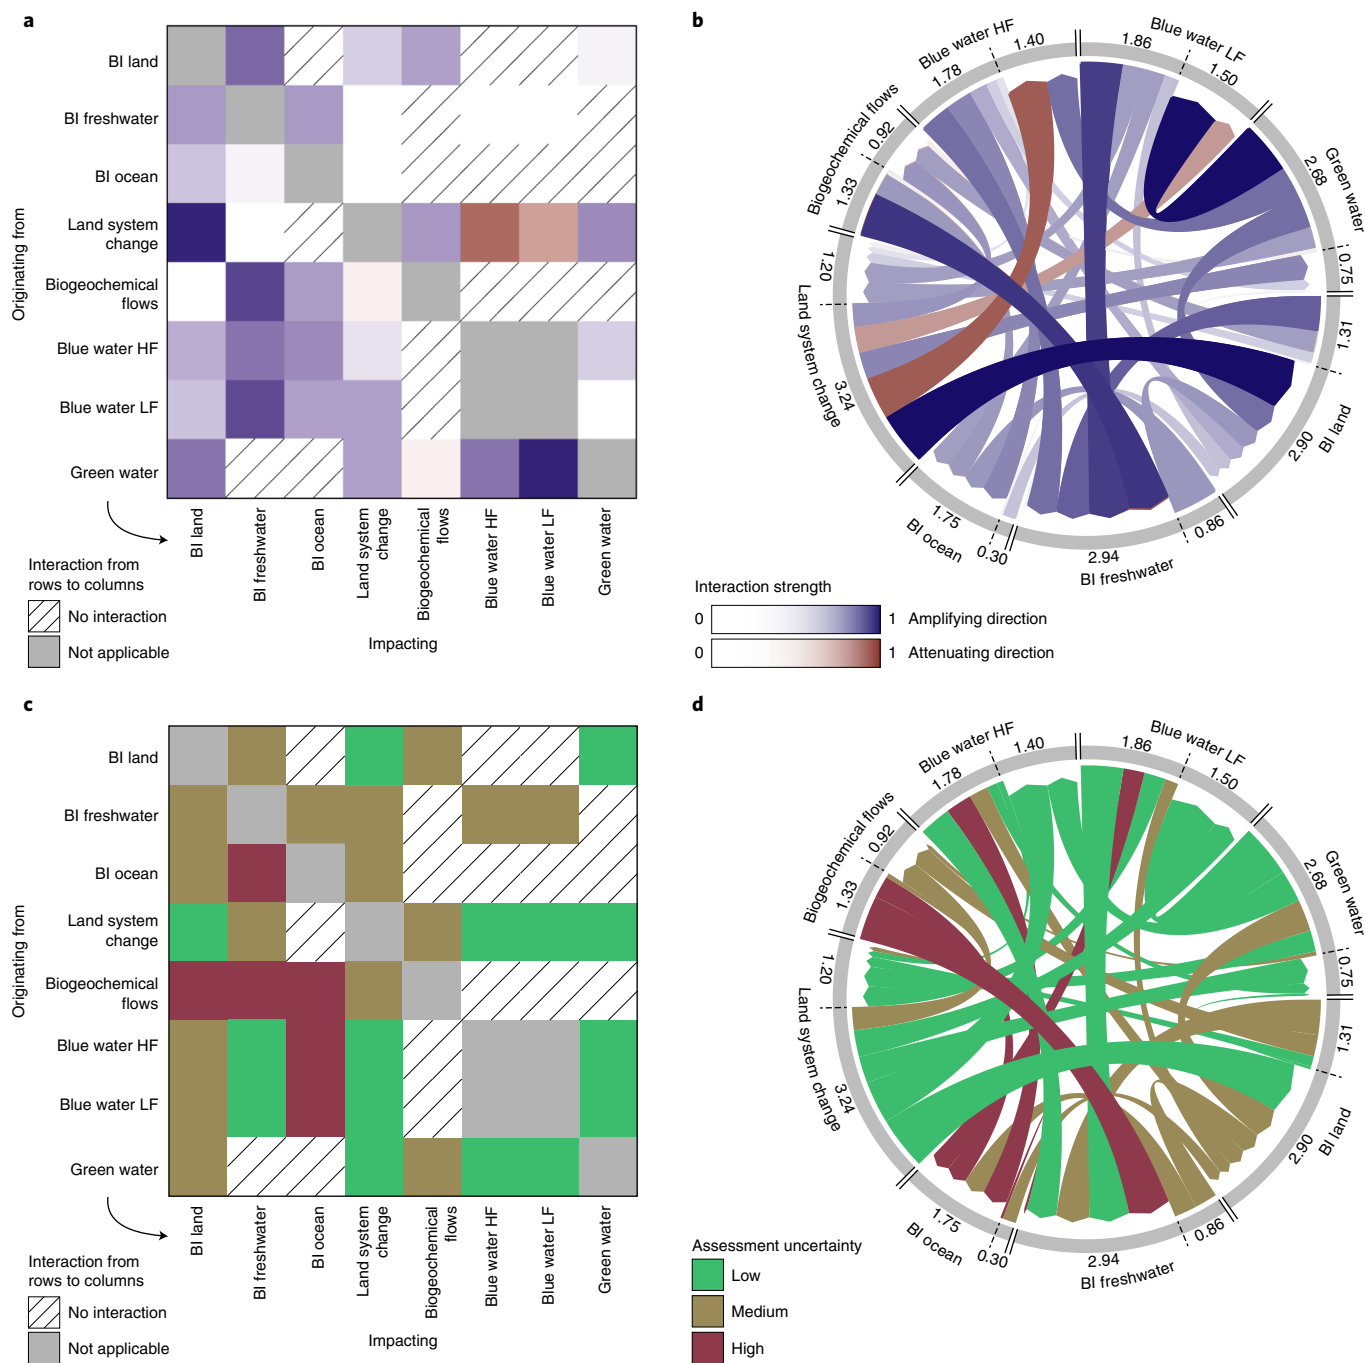 a
BI land
BI freshwater
BI ocean
Land system
change
Biogeochemical
flows
Blue water HF
Blue water LF
Green water
Originating from
BI land
BI freshwater
BI ocean
Land system
change
Biogeochemical
flows
Blue water HF
Blue water LF
Green water
Impacting
Interaction from
rows to columns
No interaction
Not applicable
b
Blue water HF
1.78
1.40
Blue water LF
1.86
1.50
Green water
2.68
0.75
BI land
1.31
2.90
BI freshwater
0.86
2.94
BI ocean
0.30
1.75
Land system change
3.24
1.20
Biogeochemical flows
1.33
0.92
Interaction strength
0
1
Amplifying direction
0
1
Attenuating direction
c
BI land
BI freshwater
BI ocean
Land system
change
Biogeochemical
flows
Blue water HF
Blue water LF
Green water
Originating from
BI land
BI freshwater
BI ocean
Land system
change
Biogeochemical
flows
Blue water HF
Blue water LF
Green water
Impacting
Interaction from
rows to columns
No interaction
Not applicable
d
Blue water HF
1.78
1.40
Blue water LF
1.86
1.50
Green water
2.68
0.75
BI land
1.31
2.90
BI freshwater
0.86
2.94
BI ocean
0.30
1.75
Land system change
3.24
1.20
Biogeochemical flows
1.33
0.92
Assessment uncertainty
Low
Medium
High